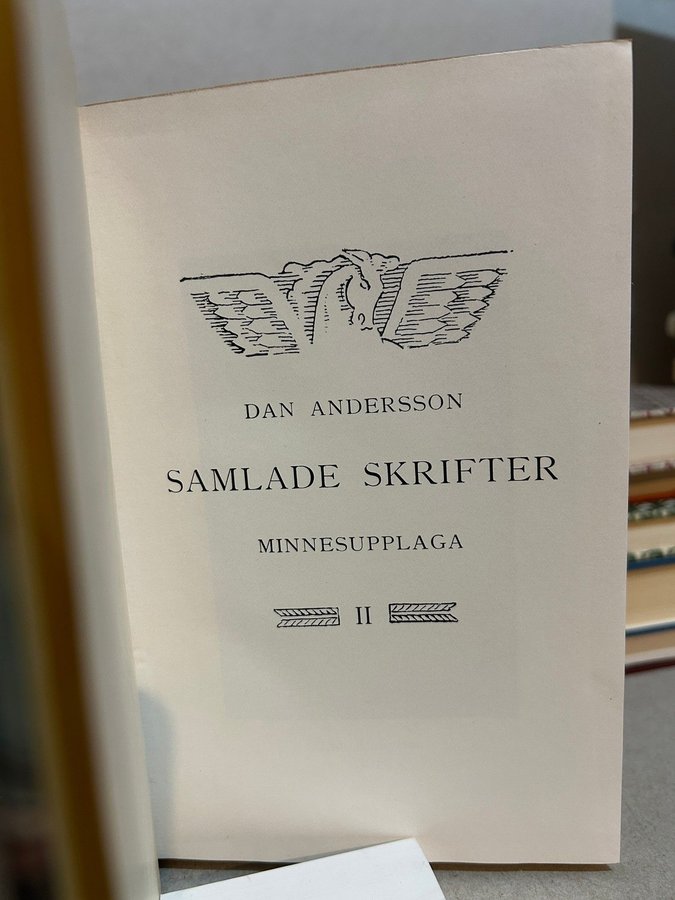 DAN ANDERSSON
SAMLADE SKRIFTER
MINNESUPPLAGA
II